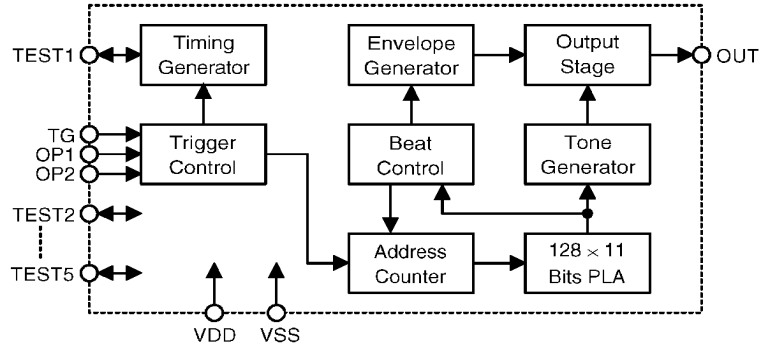 TEST1
Timing
Generator
Envelope
Generator
Output
Stage
OUT
TG
OP1
OP2
Trigger
Control
Beat
Control
Tone
Generator
TEST2
TEST5
Address
Counter
128 × 11
Bits PLA
VDD
VSS